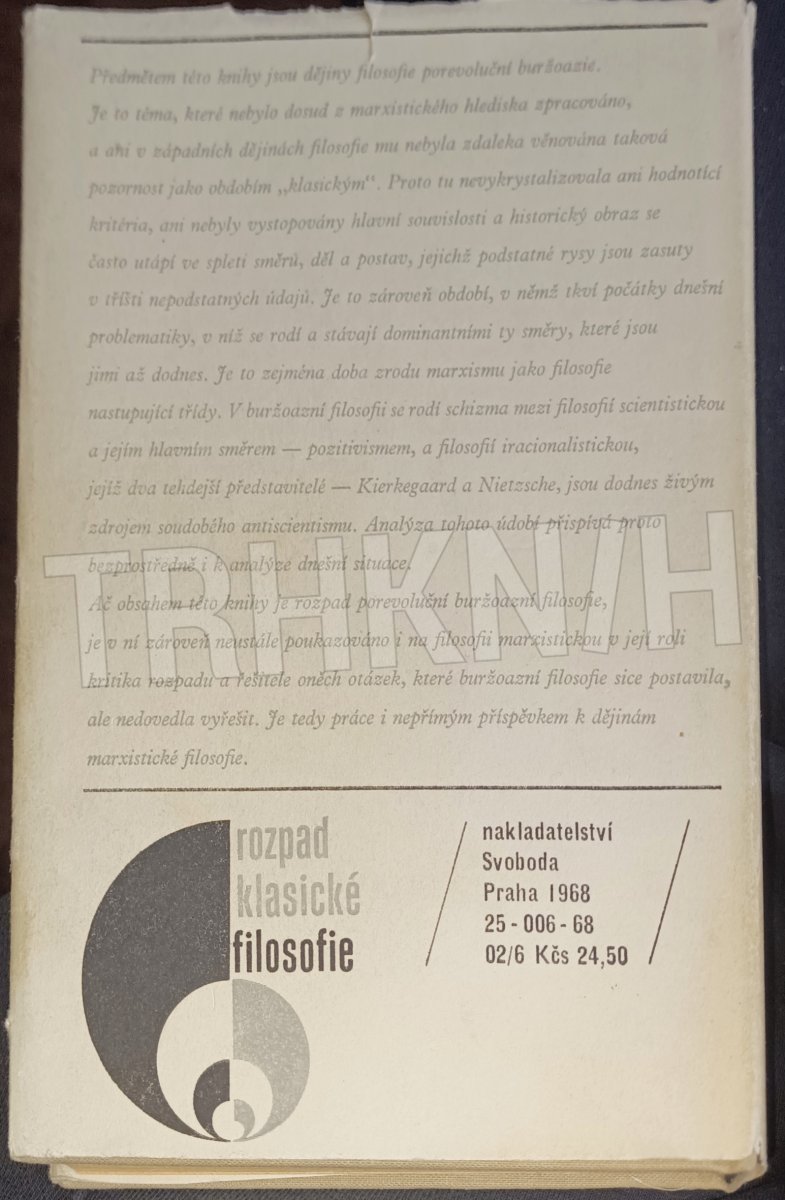 Předmětem této knihy jsou dějiny filosofie porevoluční buržoazie.
Je to téma, které nebylo dosud z marxistického hlediska zpracováno,
a ani v západních dějinách filosofie mu nebyla zdaleka věnována taková
pozornost jako obdobím „klasickým“. Proto tu nevykrystalizovala ani hodnotící
kritéria, ani nebyly vystopovány hlavní souvislosti a historický obraz se
často utápí ve spleti směrů, děl a postav, jejichž podstatné rysy jsou zasuty
v tříšti nepodstatných údajů. Je to zároveň období, v němž tkví počátky dnešní
problematiky, v níž se rodí a stávají dominantními ty směry, které jsou
jimi až dodnes. Je to zejména doba zrodu marxismu jako filosofie
nastupující třídy. V buržoazní filosofii se rodí schizma mezi filosofií scientistickou
a jejím hlavním směrem — pozitivismem, a filosofií iracionalistickou,
jejíž dva tehdejší představitelé — Kierkegaard a Nietzsche, jsou dodnes živým
zdrojem soudobého antiscientismu. Analýza tohoto údobí přispívá proto
bezprostředně i k analýze dnešní situace.
Ač obsahem této knihy je rozpad porevoluční buržoazní filosofie,
je v ní zároveň neustále poukazováno i na filosofii marxistickou v její roli
kritika rozpadu a řešitele oněch otázek, které buržoazní filosofie sice postavila,
ale nedovedla vyřešit. Je tedy práce i nepřímým příspěvkem k dějinám
marxistické filosofie.
TRHKNIH
rozpad
klasické
filosofie
nakladatelství
Svoboda
Praha 1968
25-006-68
02/6 Kčs 24,50